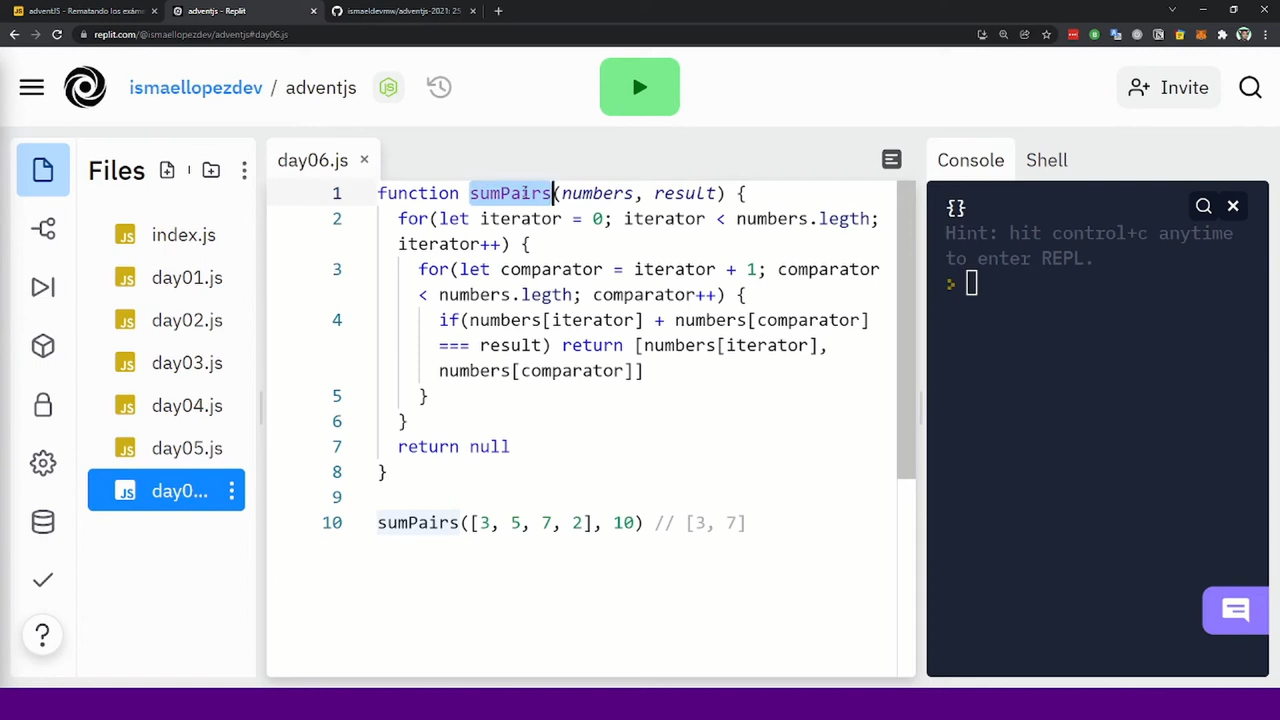 adventJS - Rematando los exám
adventjs - Replit
ismaeldevmw/adventjs-2021: 25
replit.com/@ismaellopezdev/adventjs#day06.js
ismaellopezdev / adventjs
Invite
Files
index.js
day01.js
day02.js
day03.js
day04.js
day05.js
day0...
day06.js
1 function sumPairs(numbers, result) {
2 for(let iterator = 0; iterator < numbers.legth;
iterator++) {
3 for(let comparator = iterator + 1; comparator
< numbers.legth; comparator++) {
4 if(numbers[iterator] + numbers[comparator]
=== result) return [numbers[iterator],
numbers[comparator]]
5 }
6 }
7 return null
8 }
9
10 sumPairs([3, 5, 7, 2], 10) // [3, 7]
Console Shell
{}
Hint: hit control+c anytime
to enter REPL.
>